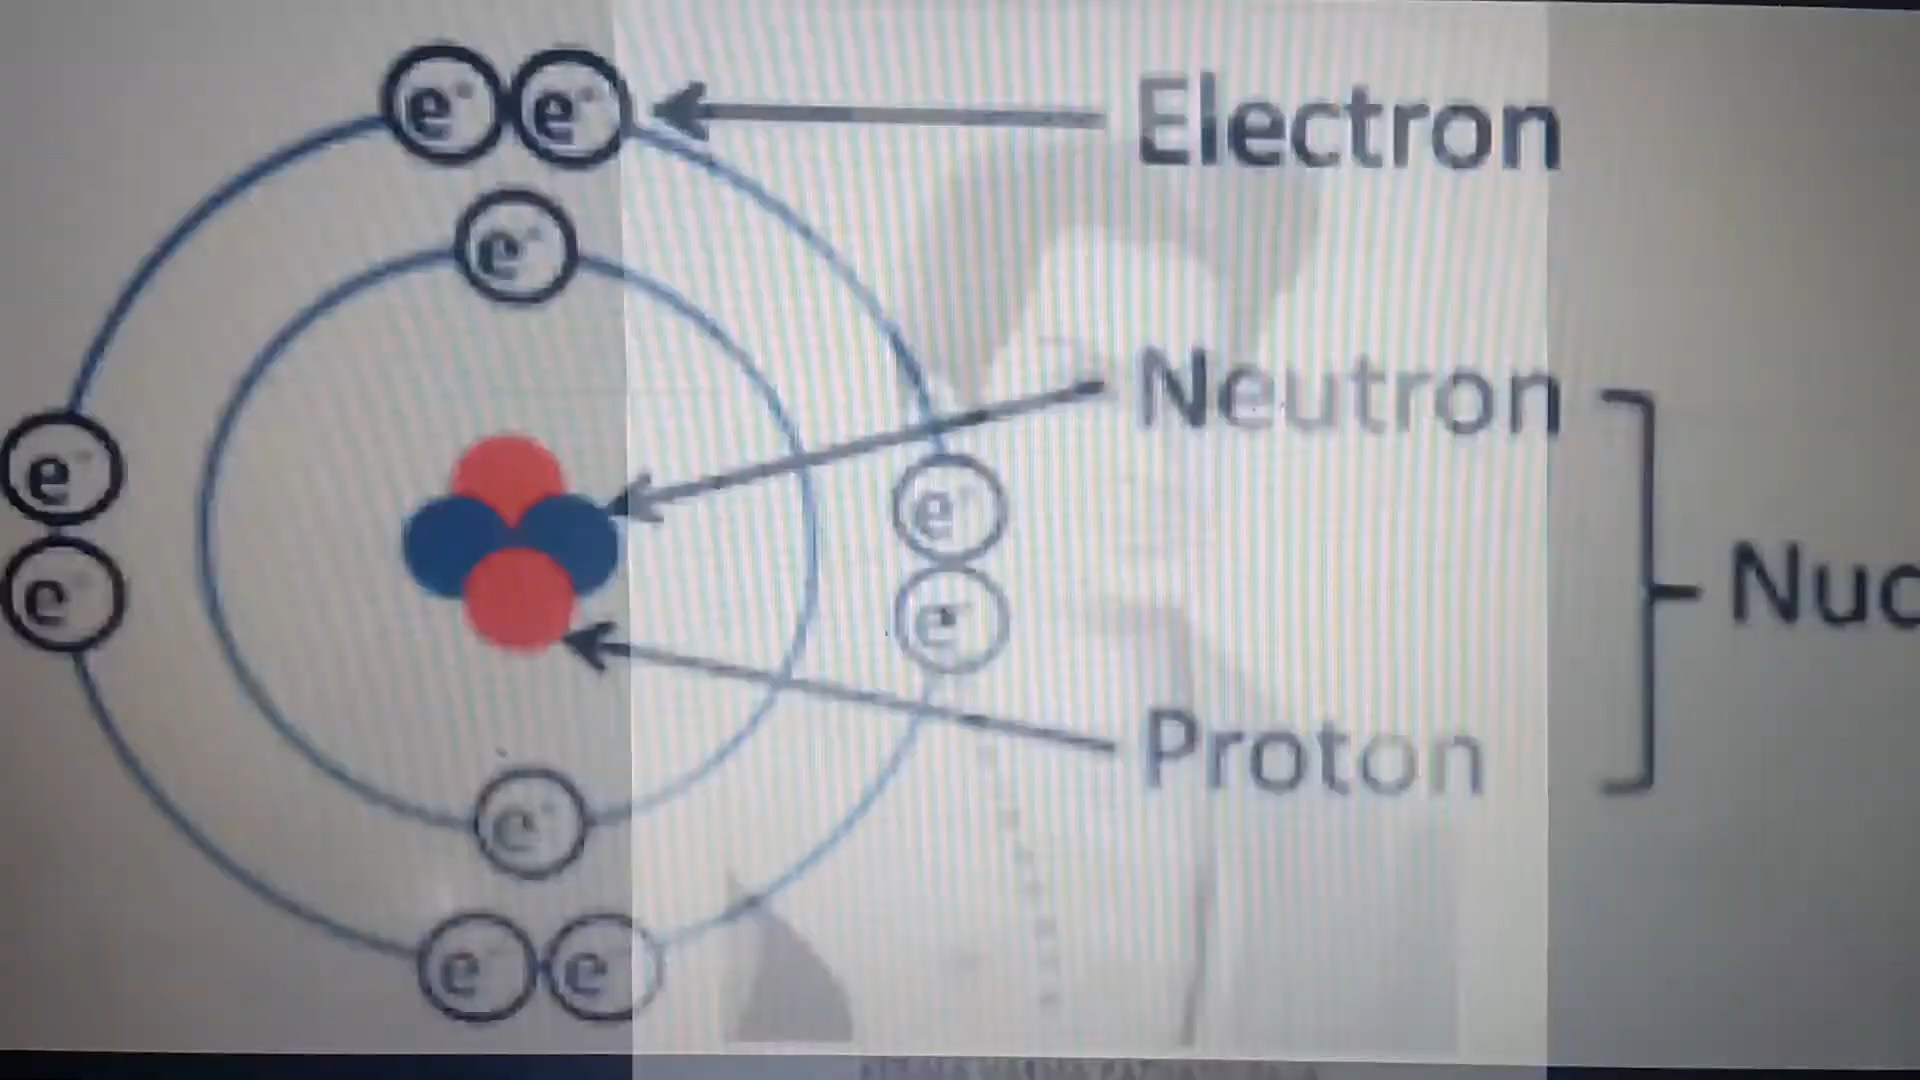 e⁻ e⁻
Electron
e⁻
Neutron
e⁻
e⁻
Nuc
e⁻
e⁻
Proton
e⁻
e⁻ e⁻